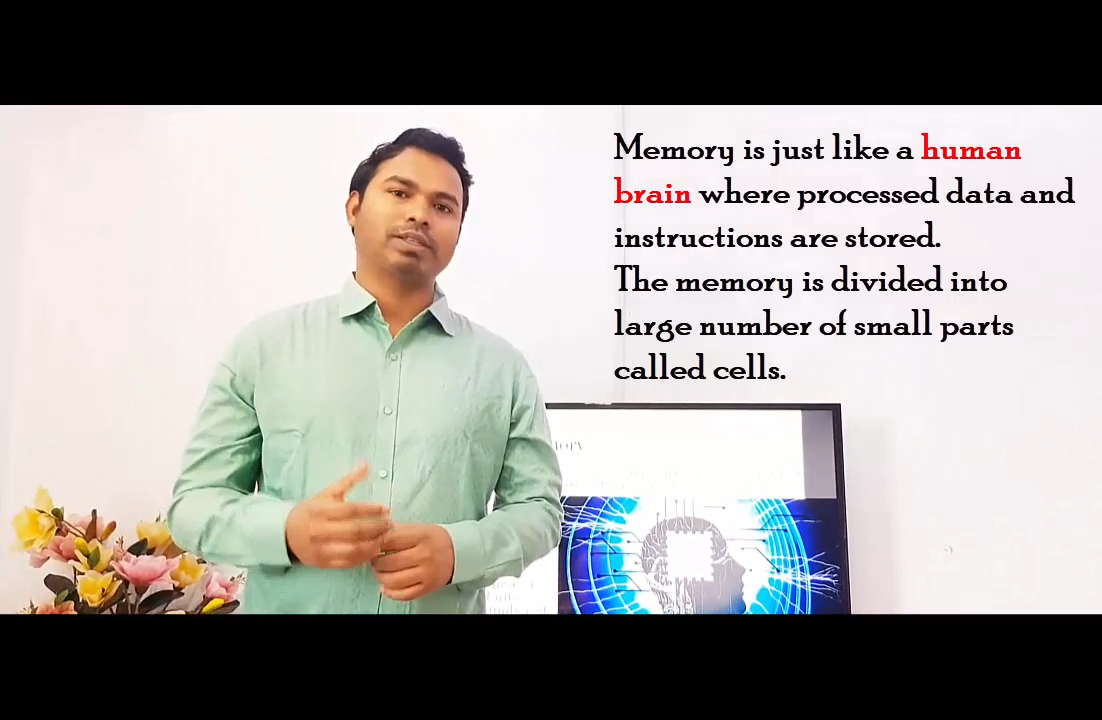 Memory is just like a human
brain where processed data and
instructions are stored.
The memory is divided into
large number of small parts
called cells.